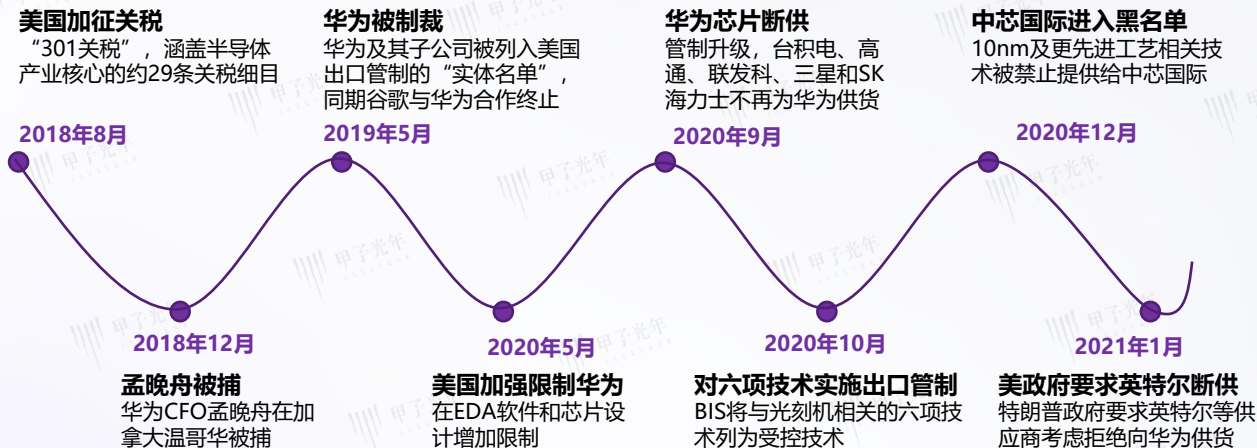 美国加征关税
“301关税”，涵盖半导体
产业核心的约29条关税细目
2018年8月
华为被制裁
华为及其子公司被列入美国
出口管制的“实体名单”，
同期谷歌与华为合作终止
2019年5月
华为芯片断供
管制升级，台积电、高
通、联发科、三星和SK
海力士不再为华为供货
2020年9月
中芯国际进入黑名单
10nm及更先进工艺相关技
术被禁止提供给中芯国际
2020年12月
2018年12月
孟晚舟被捕
华为CFO孟晚舟在加
拿大温哥华被捕
2020年5月
美国加强限制华为
在EDA软件和芯片设
计增加限制
2020年10月
对六项技术实施出口管制
BIS将与光刻机相关的六项技
术列为受控技术
2021年1月
美政府要求英特尔断供
特朗普政府要求英特尔等供
应商考虑拒绝向华为供货
甲子光年